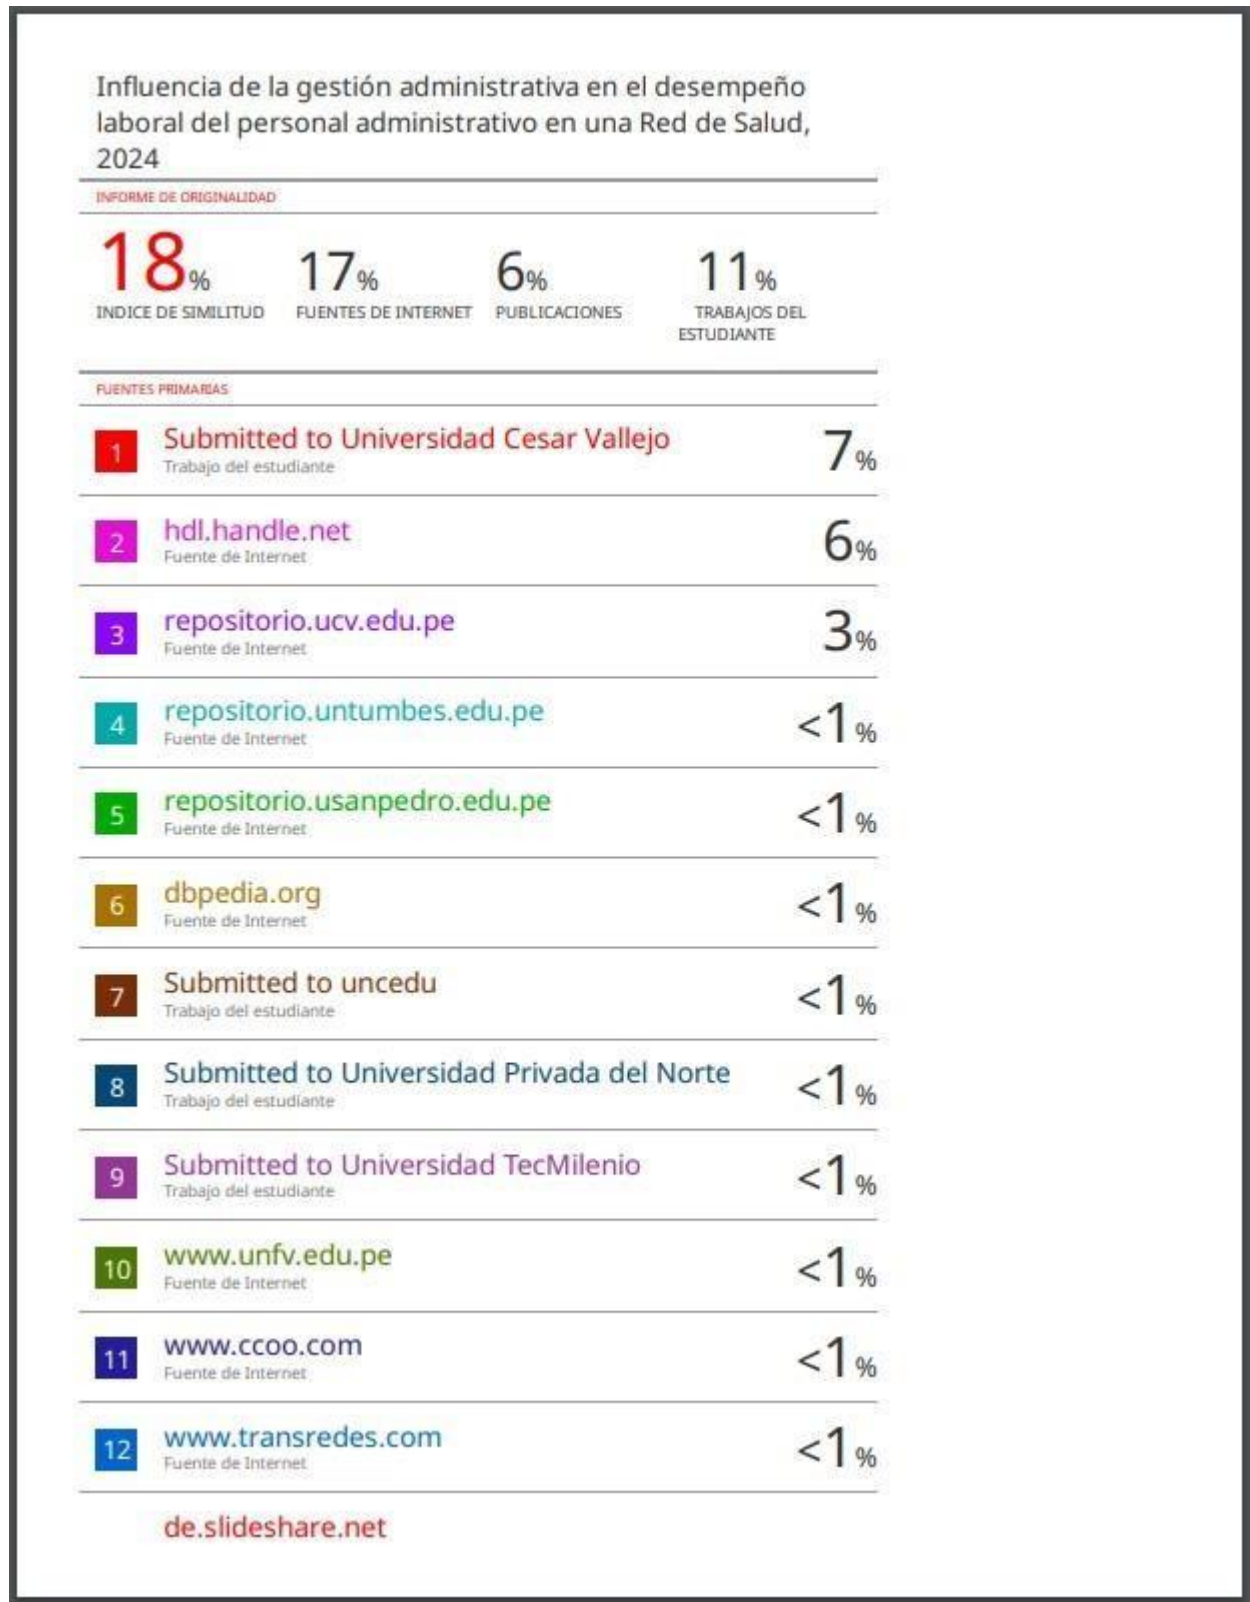 Influencia de la gestión administrativa en el desempeño
laboral del personal administrativo en una Red de Salud,
2024
INFORME DE ORIGINALIDAD
18% 17% 6% 11%
INDICE DE SIMILITUD FUENTES DE INTERNET PUBLICACIONES TRABAJOS DEL
ESTUDIANTE
FUENTES PRIMARIAS
1 Submitted to Universidad Cesar Vallejo 7%
Trabajo del estudiante
2 hdl.handle.net 6%
Fuente de Internet
3 repositorio.ucv.edu.pe 3%
Fuente de Internet
4 repositorio.untumbes.edu.pe <1%
Fuente de Internet
5 repositorio.usanpedro.edu.pe <1%
Fuente de Internet
6 dbpedia.org <1%
Fuente de Internet
7 Submitted to uncedu <1%
Trabajo del estudiante
8 Submitted to Universidad Privada del Norte <1%
Trabajo del estudiante
9 Submitted to Universidad TecMilenio <1%
Trabajo del estudiante
10 www.unfv.edu.pe <1%
Fuente de Internet
11 www.ccoo.com <1%
Fuente de Internet
12 www.transredes.com <1%
Fuente de Internet
de.slideshare.net